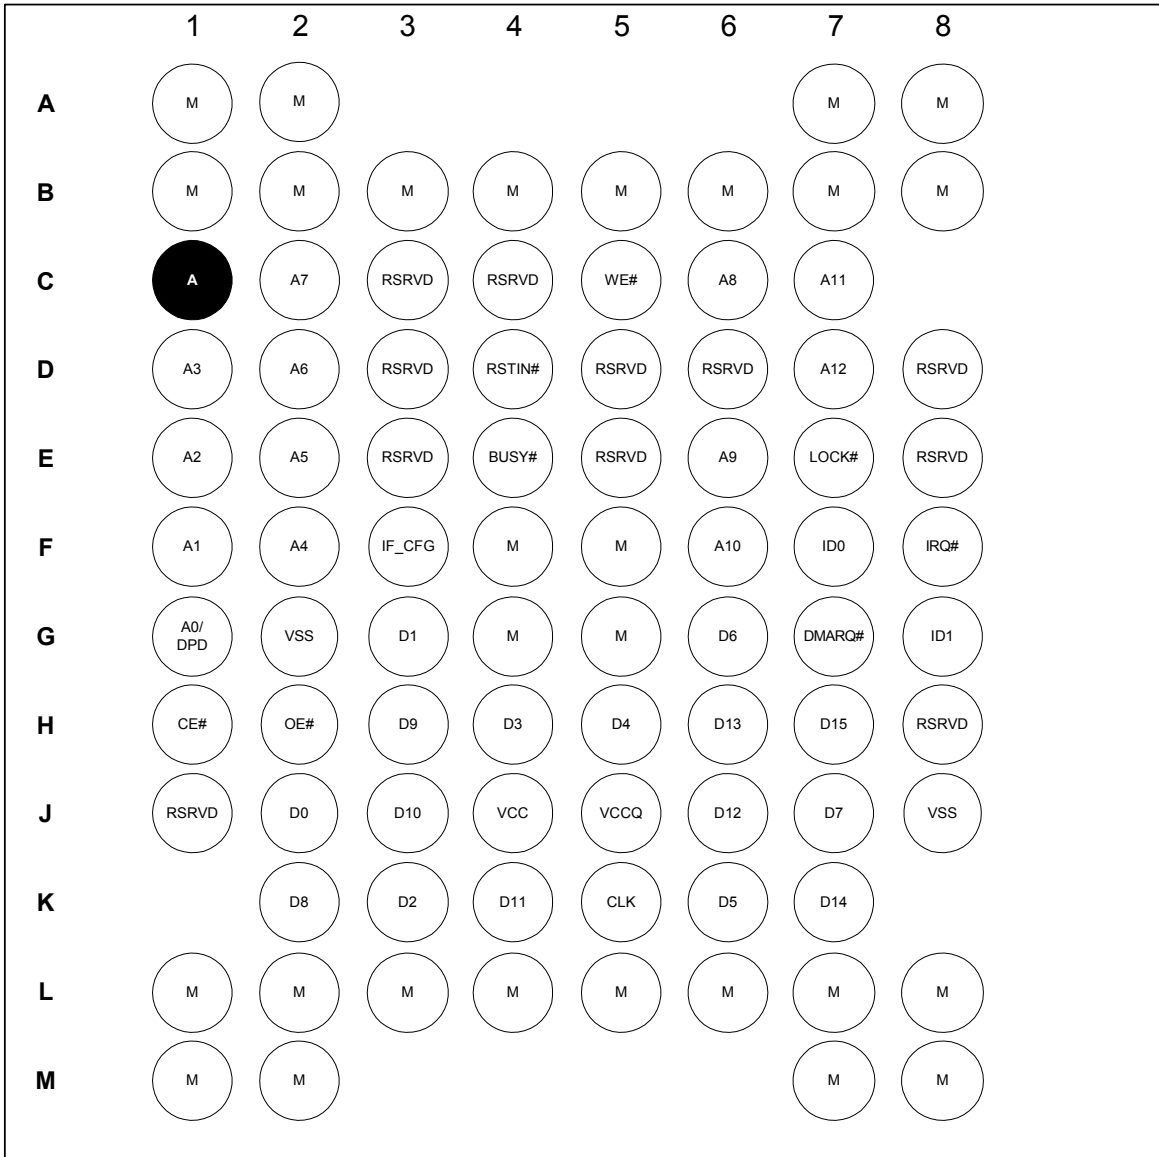 1 2 3 4 5 6 7 8
A M M M M
B M M M M M M M M
C A A7 RSRVD RSRVD WE# A8 A11
D A3 A6 RSRVD RSTIN# RSRVD RSRVD A12 RSRVD
E A2 A5 RSRVD BUSY# RSRVD A9 LOCK# RSRVD
F A1 A4 IF_CFG M M A10 ID0 IRQ#
G A0/ DPD VSS D1 M M D6 DMARQ# ID1
H CE# OE# D9 D3 D4 D13 D15 RSRVD
J RSRVD D0 D10 VCC VCCQ D12 D7 VSS
K D8 D2 D11 CLK D5 D14
L M M M M M M M M
M M M M M